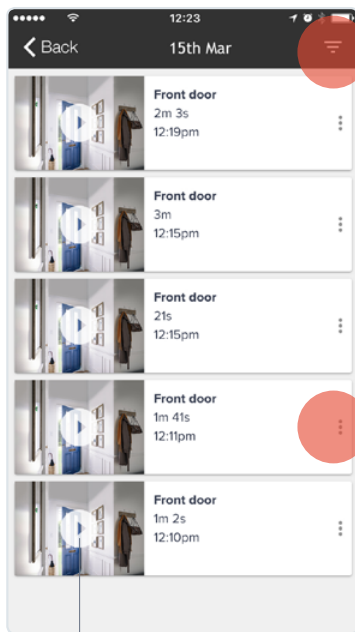 12:23
Back
15th Mar
Front door
2m 3s
12:19pm
Front door
3m
12:15pm
Front door
21s
12:15pm
Front door
1m 41s
12:11pm
Front door
1m 2s
12:10pm